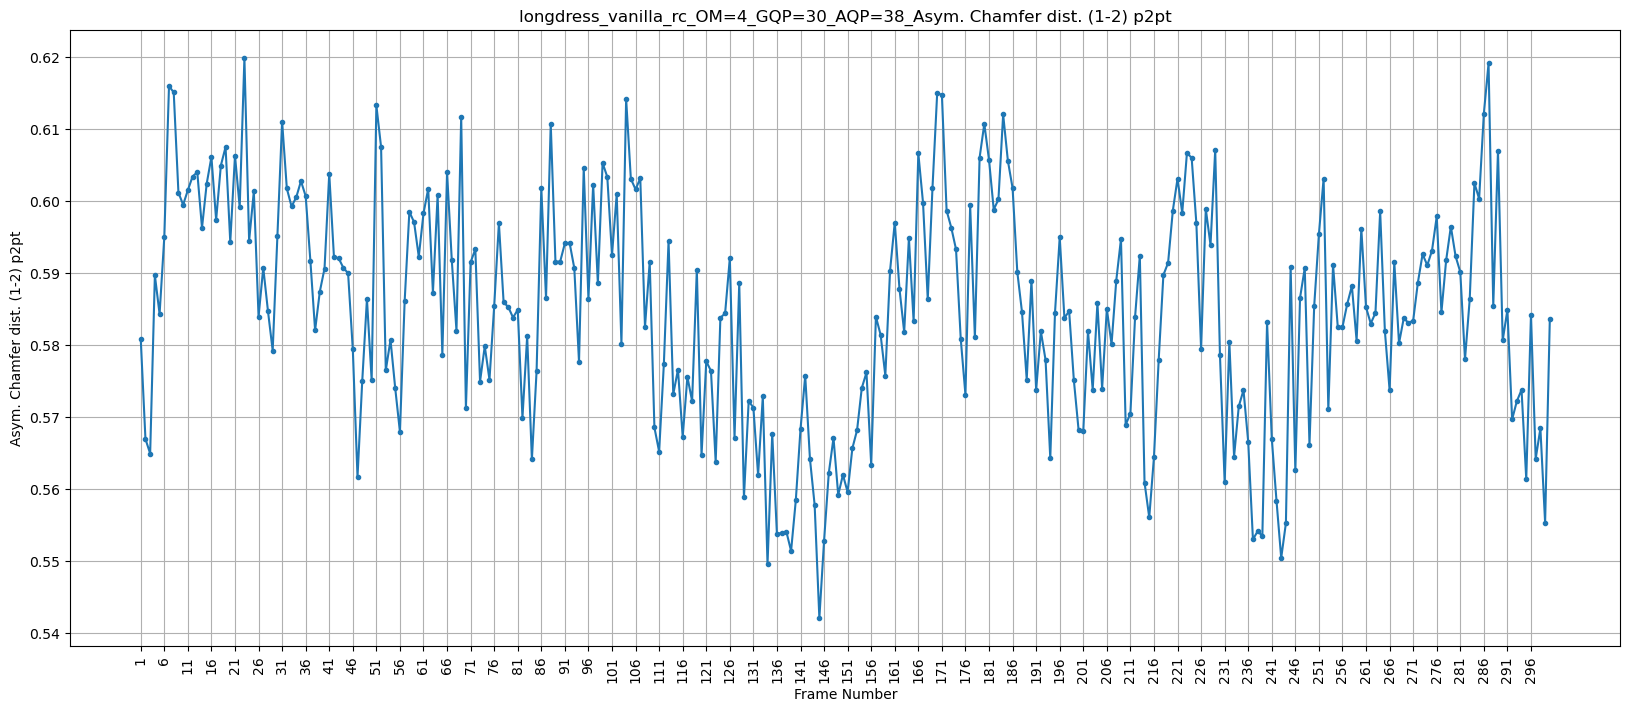 longdress_vanilla_rc_OM=4_GQP=30_AQP=38_Asym. Chamfer dist. (1-2) p2pt
Asym. Chamfer dist. (1-2) p2pt
0.62
0.61
0.60
0.59
0.58
0.57
0.56
0.55
0.54
1 6 11 16 21 26 31 36 41 46 51 56 61 66 71 76 81 86 91 96 101 106 111 116 121 126 131 136 141 146 151 156 161 166 171 176 181 186 191 196 201 206 211 216 221 226 231 236 241 246 251 256 261 266 271 276 281 286 291 296
Frame Number